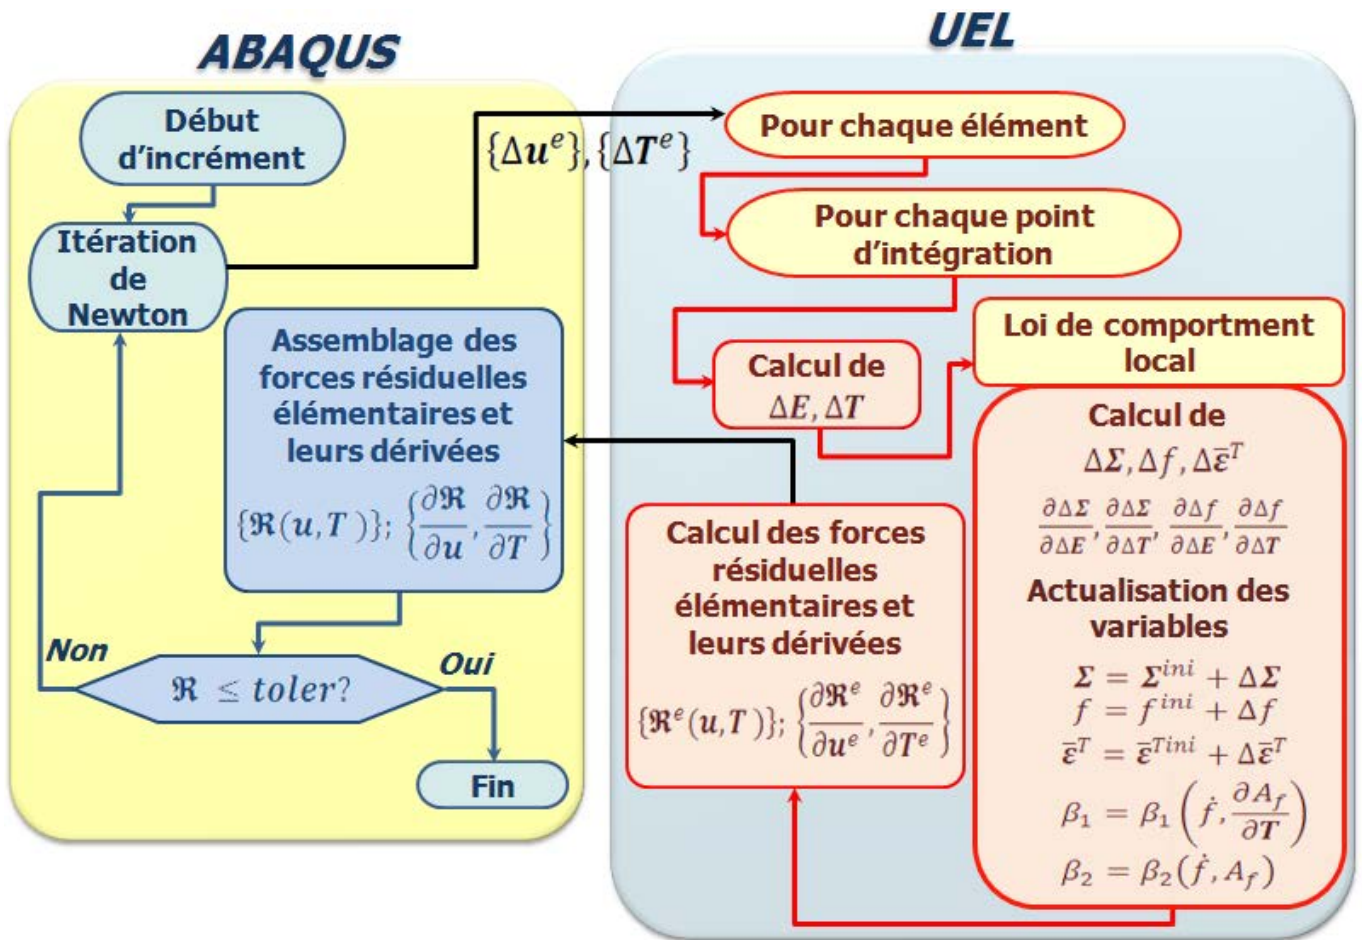 ABAQUS
Début
d'incrément
Itération
de
Newton
{Δu^e},{ΔT^e}
Assemblage des
forces résiduelles
élémentaires et
leurs dérivées
{ℜ(u,T)}; {∂ℜ/∂u, ∂ℜ/∂T}
Non
ℜ ≤ toler?
Oui
Fin
UEL
Pour chaque élément
Pour chaque point
d'intégration
Calcul de
ΔE, ΔT
Loi de comportment
local
Calcul de
ΔΣ, Δf, Δε̄^T
∂ΔΣ/∂ΔE, ∂ΔΣ/∂ΔT, ∂Δf/∂ΔE, ∂Δf/∂ΔT
Actualisation des
variables
Σ = Σ^ini + ΔΣ
f = f^ini + Δf
ε̄^T = ε̄^Tini + Δε̄^T
β₁ = β₁(ḟ, ∂A_f/∂T)
β₂ = β₂(ḟ, A_f)
Calcul des forces
résiduelles
élémentaires et
leurs dérivées
{ℜ^e(u,T)}; {∂ℜ^e/∂u^e, ∂ℜ^e/∂T^e}